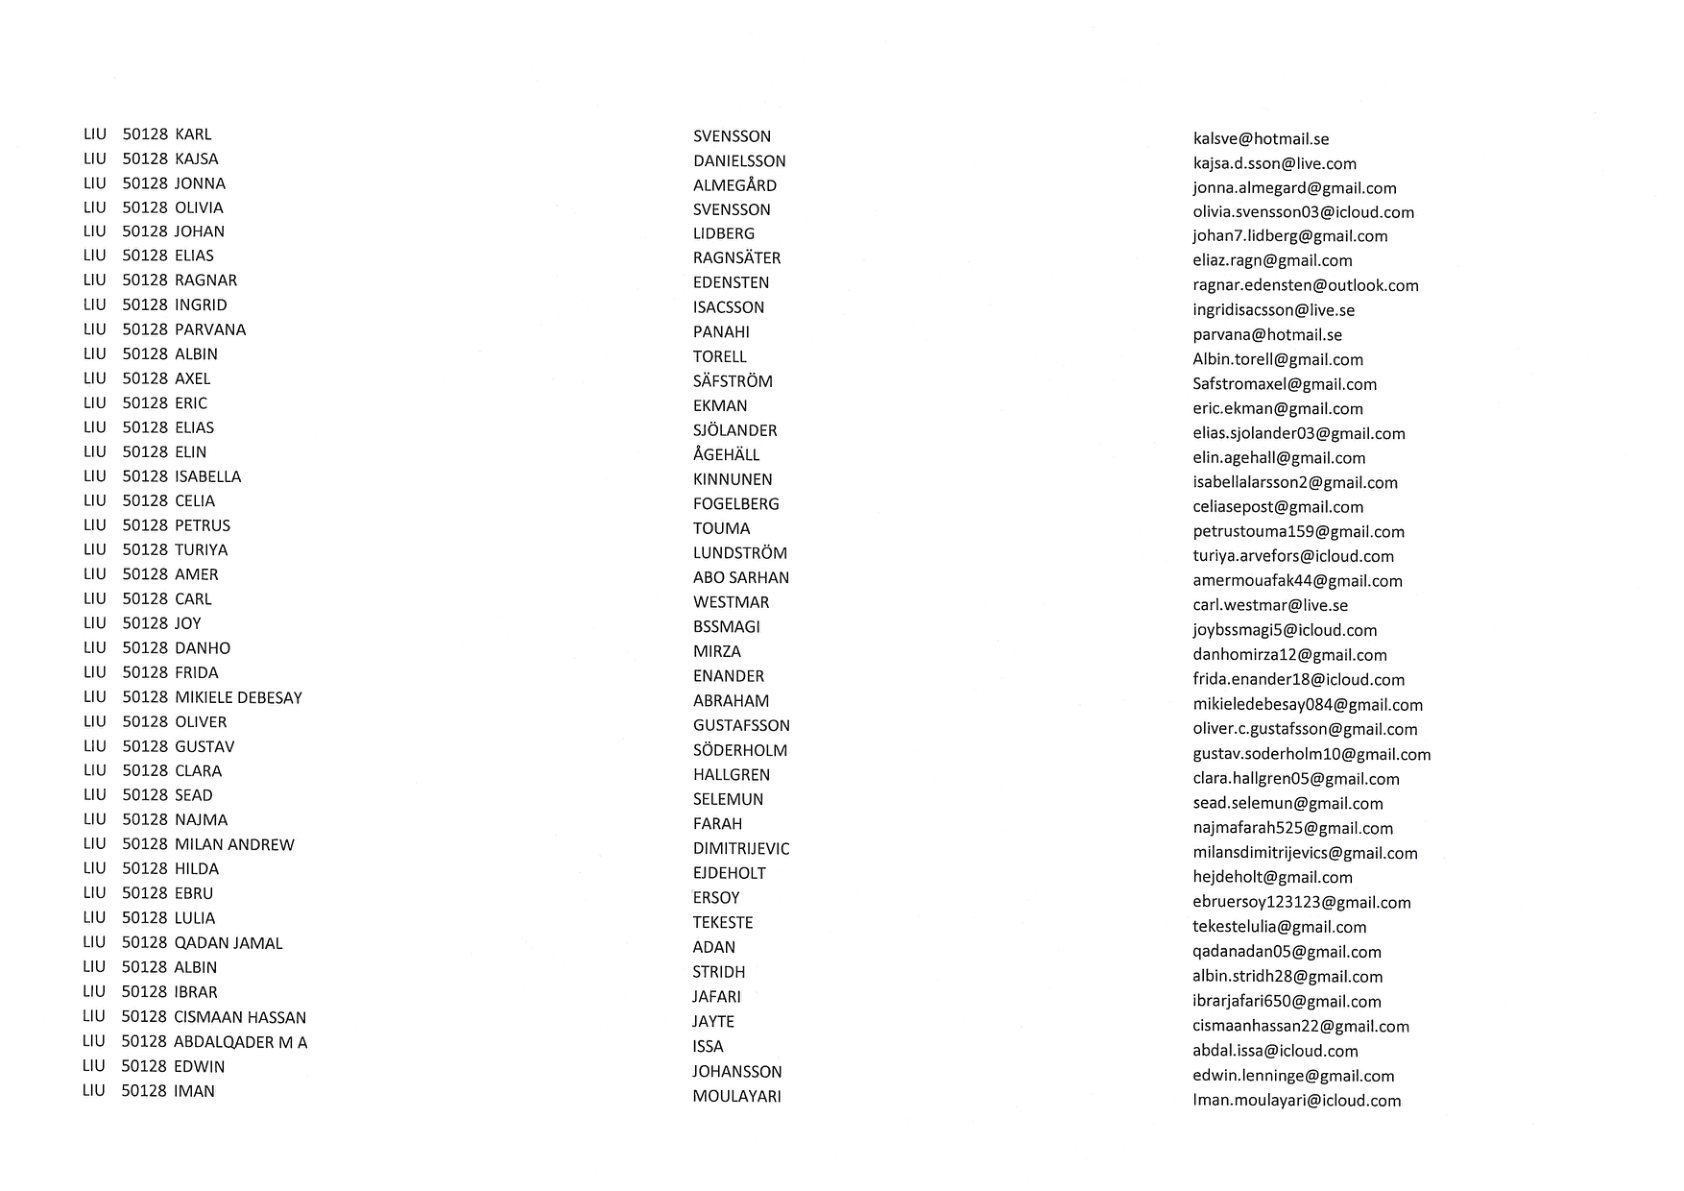 LIU 50128 KARL SVENSSON kalsve@hotmail.se
LIU 50128 KAJSA DANIELSSON kajsa.d.sson@live.com
LIU 50128 JONNA ALMEGÅRD jonna.almegard@gmail.com
LIU 50128 OLIVIA SVENSSON olivia.svensson03@icloud.com
LIU 50128 JOHAN LIDBERG johan7.lidberg@gmail.com
LIU 50128 ELIAS RAGNSÄTER eliaz.ragn@gmail.com
LIU 50128 RAGNAR EDENSTEN ragnar.edensten@outlook.com
LIU 50128 INGRID ISACSSON ingridisacsson@live.se
LIU 50128 PARVANA PANAHI parvana@hotmail.se
LIU 50128 ALBIN TORELL Albin.torell@gmail.com
LIU 50128 AXEL SÄFSTRÖM Safstromaxel@gmail.com
LIU 50128 ERIC EKMAN eric.ekman@gmail.com
LIU 50128 ELIAS SJÖLANDER elias.sjolander03@gmail.com
LIU 50128 ELIN ÅGEHÄLL elin.agehall@gmail.com
LIU 50128 ISABELLA KINNUNEN isabellalarsson2@gmail.com
LIU 50128 CELIA FOGELBERG celiasepost@gmail.com
LIU 50128 PETRUS TOUMA petrustouma159@gmail.com
LIU 50128 TURIYA LUNDSTRÖM turiya.arvefors@icloud.com
LIU 50128 AMER ABO SARHAN amermouafak44@gmail.com
LIU 50128 CARL WESTMAR carl.westmar@live.se
LIU 50128 JOY BSSMAGI joybssmagi5@icloud.com
LIU 50128 DANHO MIRZA danhomirza12@gmail.com
LIU 50128 FRIDA ENANDER frida.enander18@icloud.com
LIU 50128 MIKIELE DEBESAY ABRAHAM mikieledebesay084@gmail.com
LIU 50128 OLIVER GUSTAFSSON oliver.c.gustafsson@gmail.com
LIU 50128 GUSTAV SÖDERHOLM gustav.soderholm10@gmail.com
LIU 50128 CLARA HALLGREN clara.hallgren05@gmail.com
LIU 50128 SEAD SELEMUN sead.selemun@gmail.com
LIU 50128 NAJMA FARAH najmafarah525@gmail.com
LIU 50128 MILAN ANDREW DIMITRIJEVIC milansdimitrijevics@gmail.com
LIU 50128 HILDA EJDEHOLT hejdeholt@gmail.com
LIU 50128 EBRU ERSOY ebruersoy123123@gmail.com
LIU 50128 LULIA TEKESTE tekestelulia@gmail.com
LIU 50128 QADAN JAMAL ADAN qadanadan05@gmail.com
LIU 50128 ALBIN STRIDH albin.stridh28@gmail.com
LIU 50128 IBRAR JAFARI ibrarjafari650@gmail.com
LIU 50128 CISMAAN HASSAN JAYTE cismaanhassan22@gmail.com
LIU 50128 ABDALQADER M A ISSA abdal.issa@icloud.com
LIU 50128 EDWIN JOHANSSON edwin.lenninge@gmail.com
LIU 50128 IMAN MOULAYARI Iman.moulayari@icloud.com